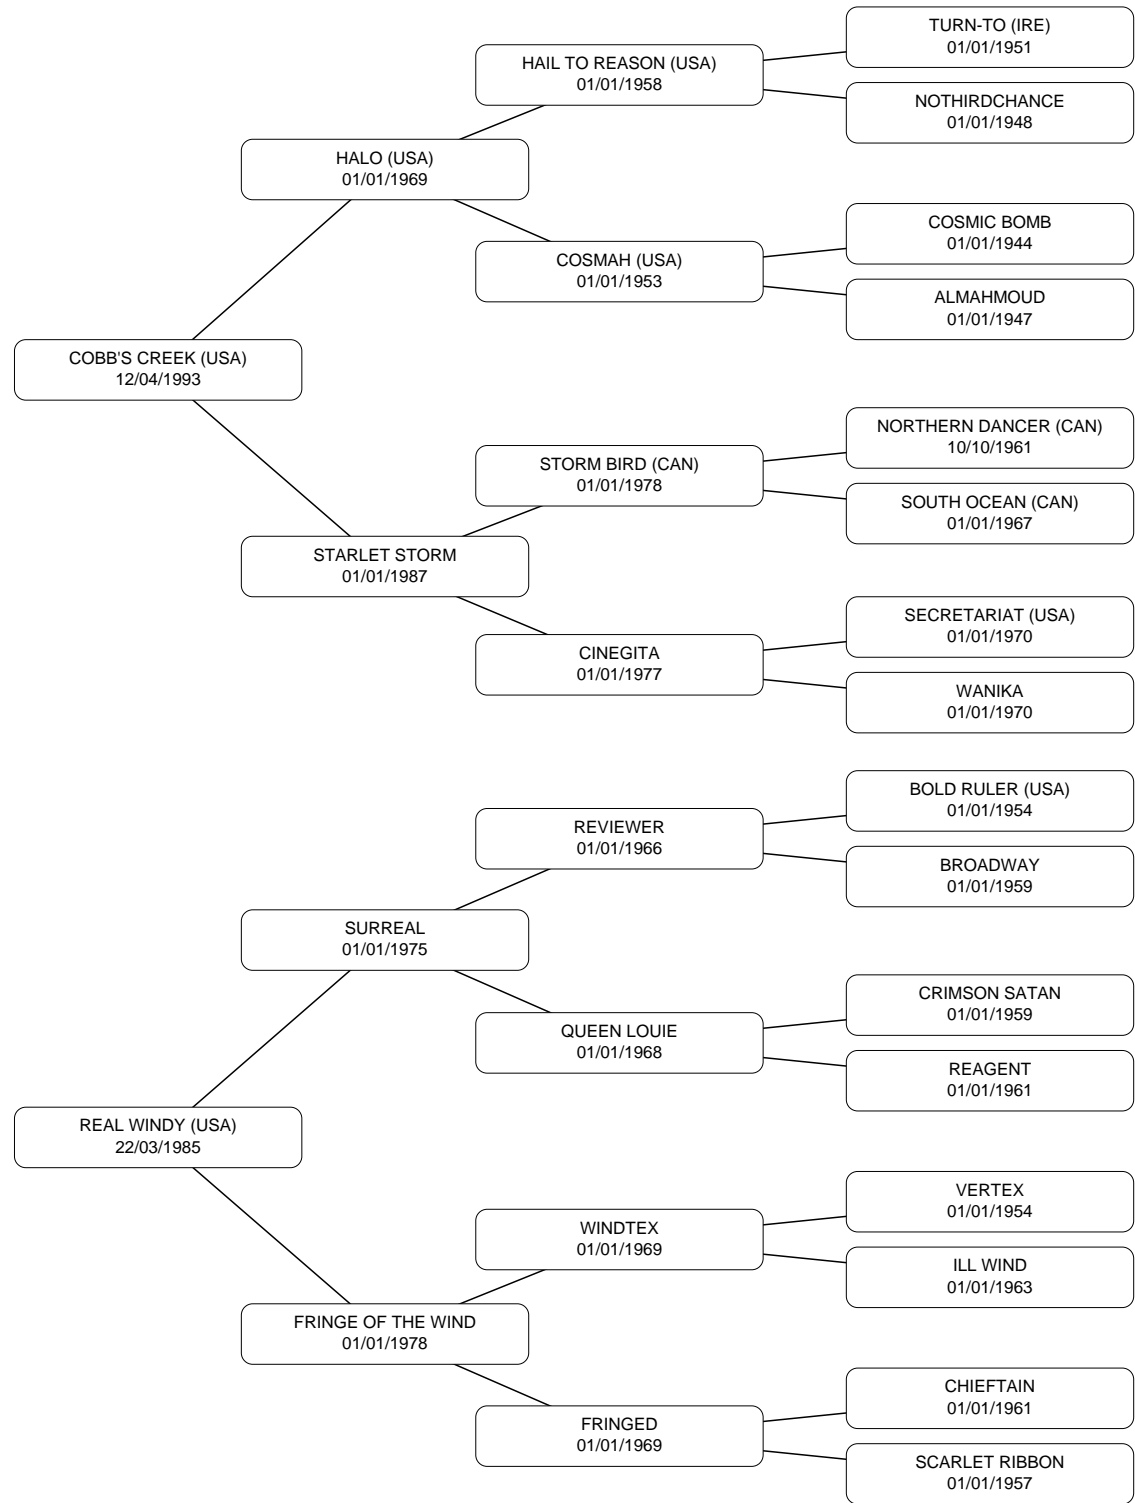 TURN-TO (IRE)
01/01/1951
HAIL TO REASON (USA)
01/01/1958
NOTHIRDCHANCE
01/01/1948
HALO (USA)
01/01/1969
COSMIC BOMB
01/01/1944
COSMAH (USA)
01/01/1953
ALMAHMOUD
01/01/1947
COBB'S CREEK (USA)
12/04/1993
NORTHERN DANCER (CAN)
10/10/1961
STORM BIRD (CAN)
01/01/1978
SOUTH OCEAN (CAN)
01/01/1967
STARLET STORM
01/01/1987
SECRETARIAT (USA)
01/01/1970
CINEGITA
01/01/1977
WANIKA
01/01/1970
BOLD RULER (USA)
01/01/1954
REVIEWER
01/01/1966
BROADWAY
01/01/1959
SURREAL
01/01/1975
CRIMSON SATAN
01/01/1959
QUEEN LOUIE
01/01/1968
REAGENT
01/01/1961
REAL WINDY (USA)
22/03/1985
VERTEX
01/01/1954
WINDTEX
01/01/1969
ILL WIND
01/01/1963
FRINGE OF THE WIND
01/01/1978
CHIEFTAIN
01/01/1961
FRINGED
01/01/1969
SCARLET RIBBON
01/01/1957